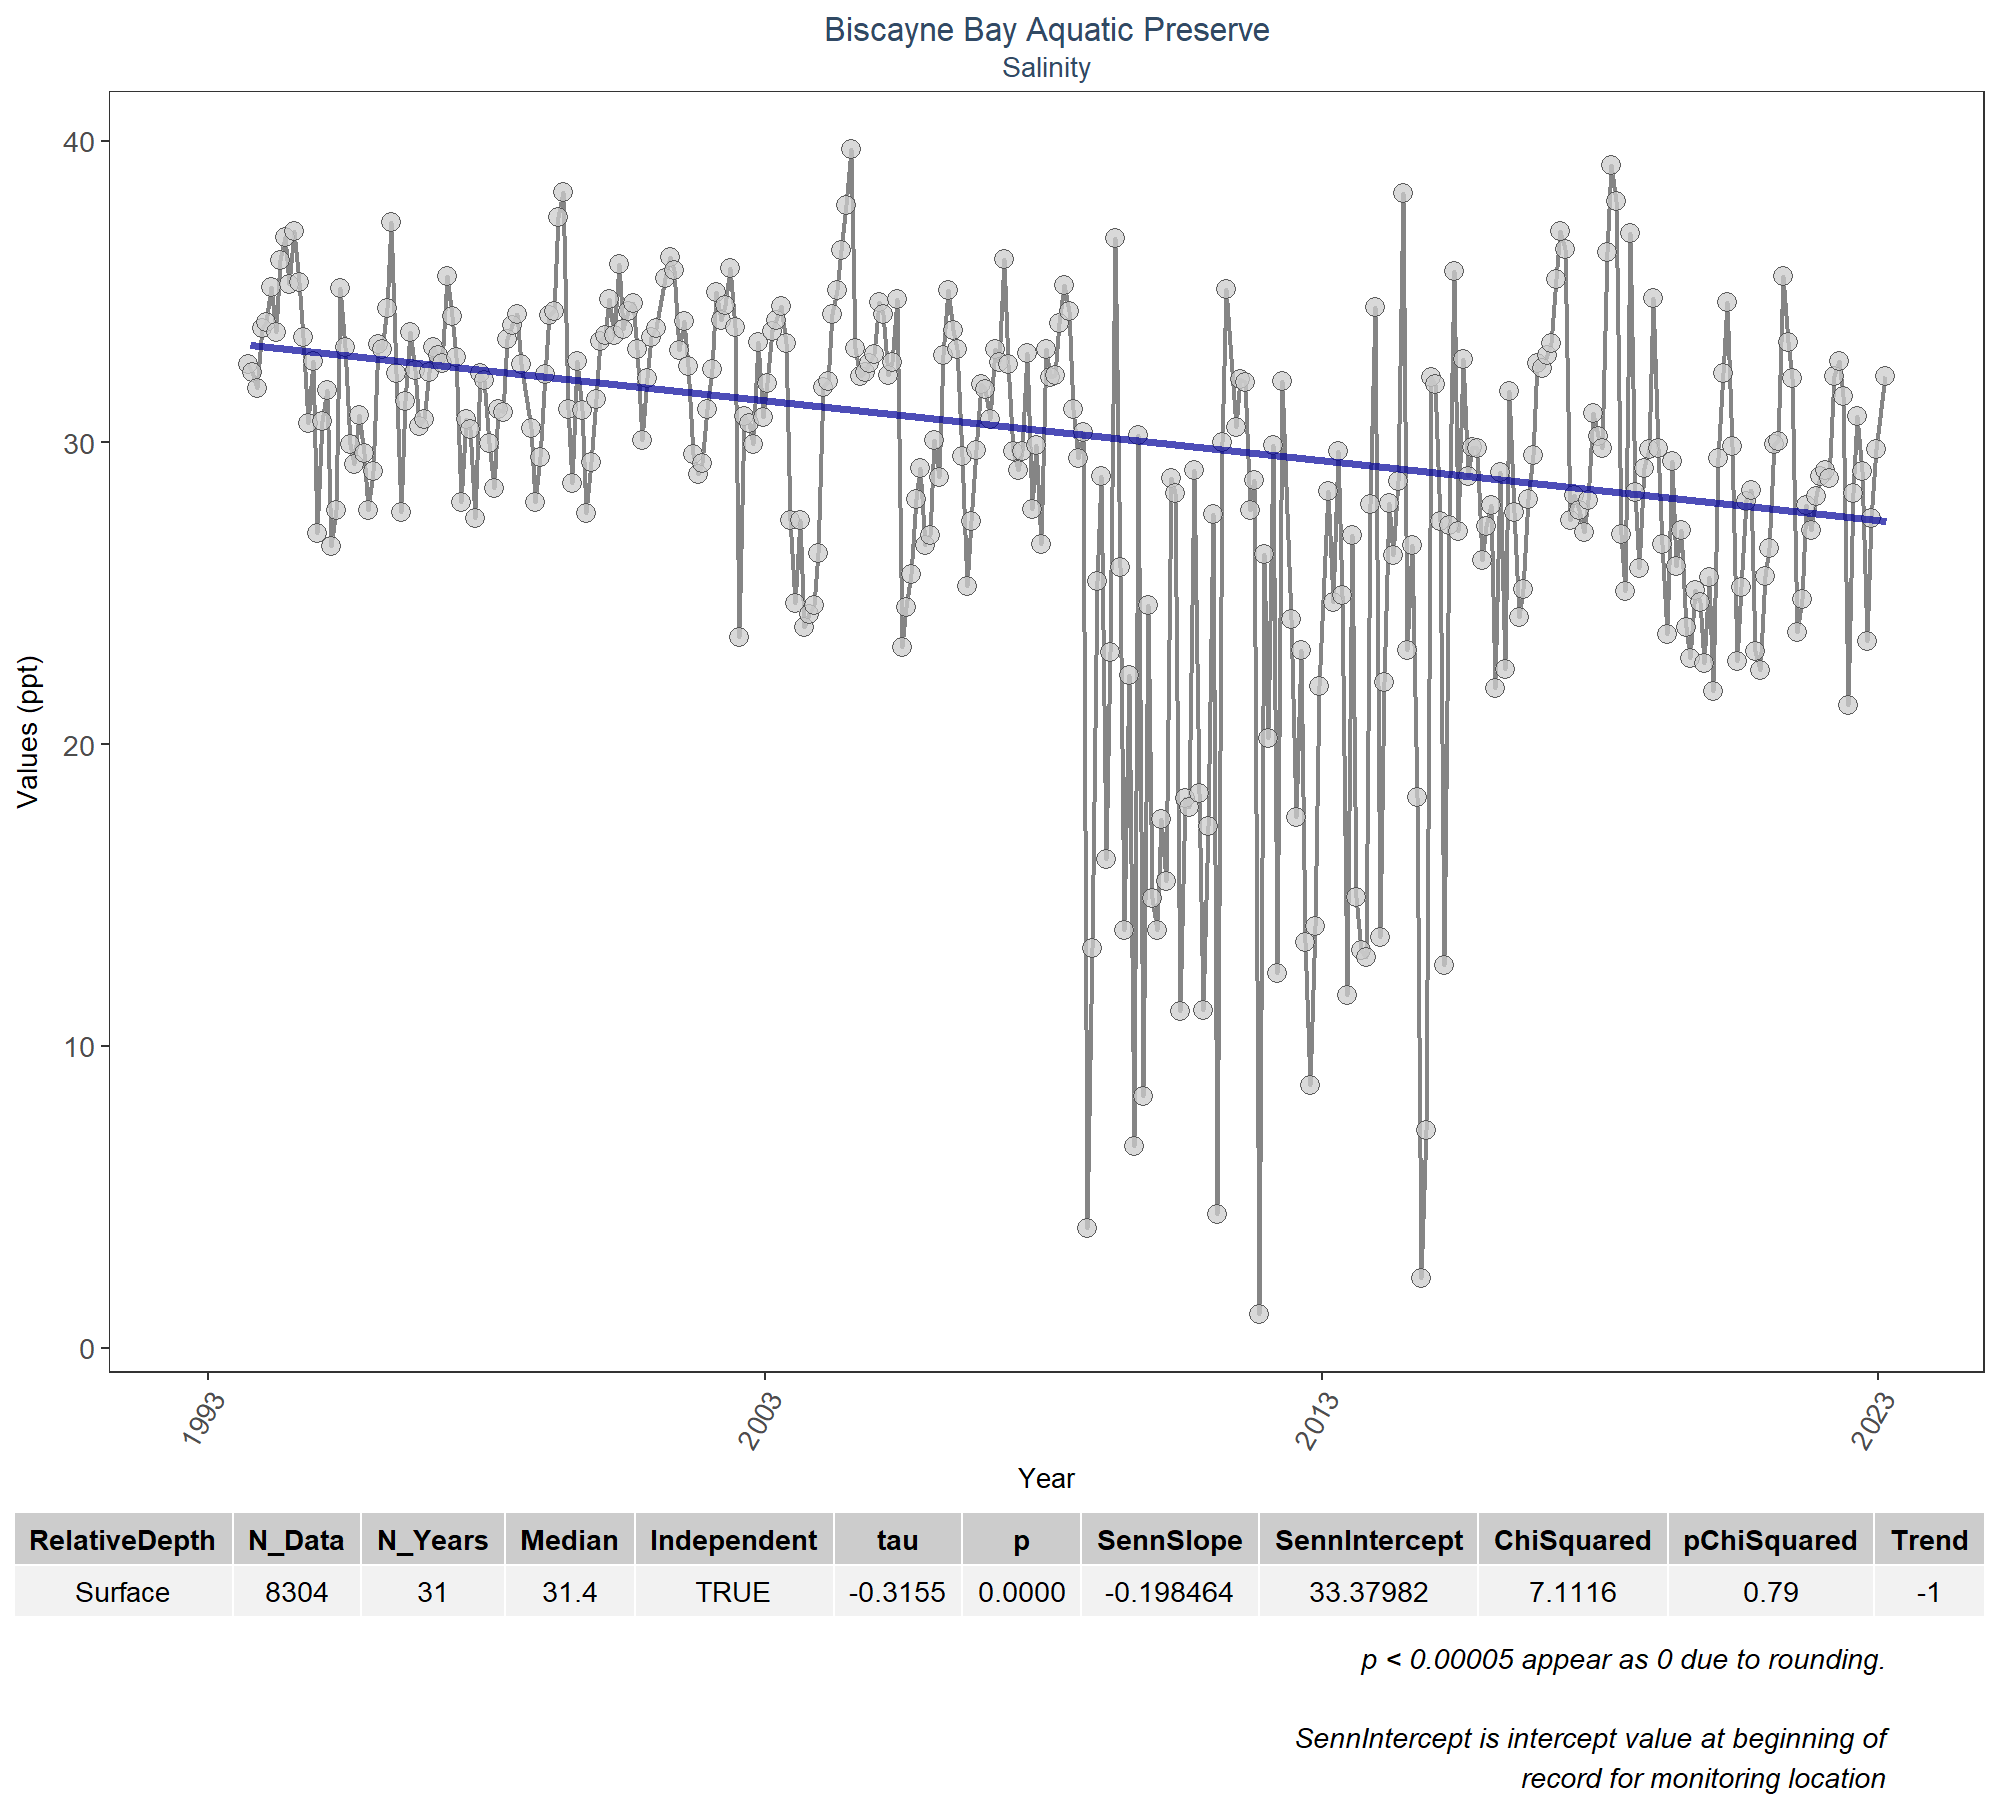 Biscayne Bay Aquatic Preserve
Salinity
40
30
20
10
0
Values (ppt)
1993
2003
2013
2023
Year
RelativeDepth N_Data N_Years Median Independent tau p SennSlope SennIntercept ChiSquared pChiSquared Trend
Surface 8304 31 31.4 TRUE -0.3155 0.0000 -0.198464 33.37982 7.1116 0.79 -1
p < 0.00005 appear as 0 due to rounding.
SennIntercept is intercept value at beginning of
record for monitoring location